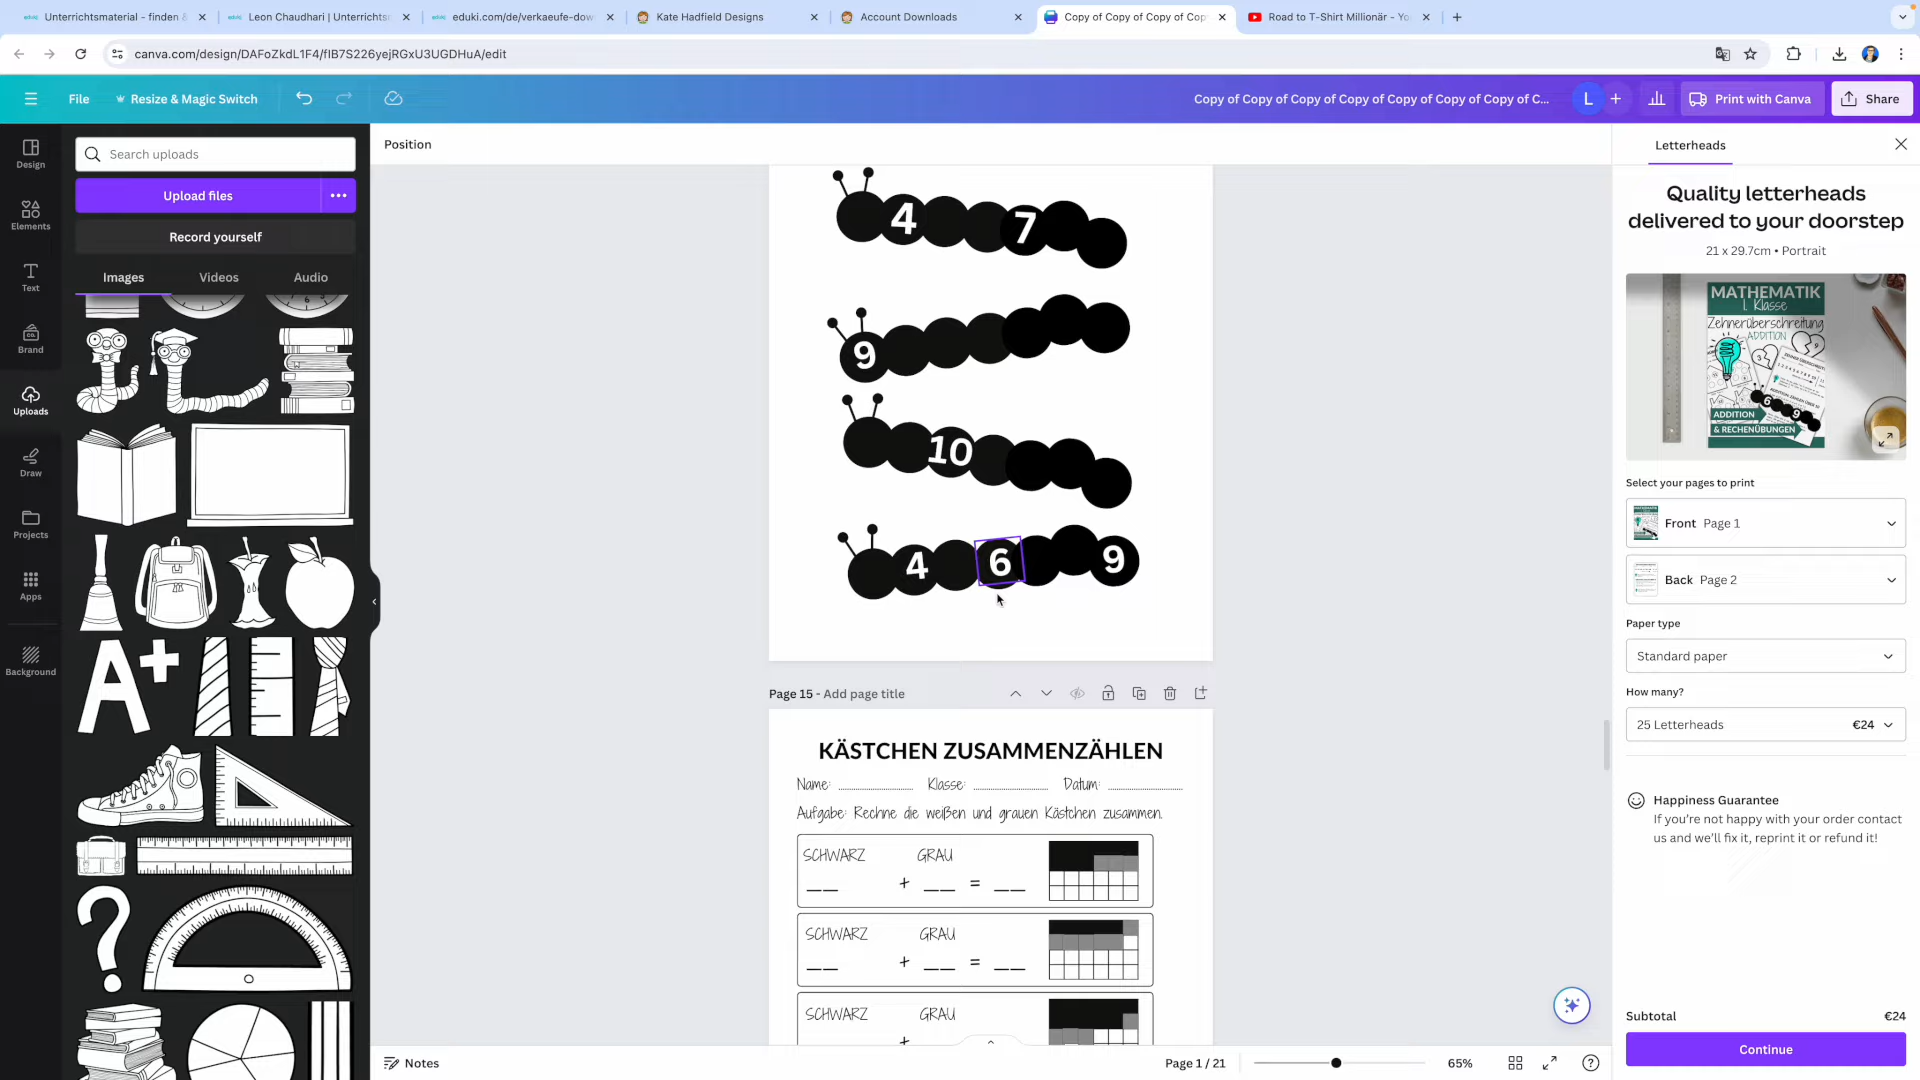 Unterrichtsmaterial - finden &
Leon Chaudhari | Unterrichts
eduki.com/de/verkaeufe-dow
Kate Hadfield Designs
Account Downloads
Copy of Copy of Copy of Cop
Road to T-Shirt Millionär - Yo
canva.com/design/DAFoZkdL1F4/fIB7S226yejRGxU3UGDHuA/edit
File
Resize & Magic Switch
Copy of Copy of Copy of Copy of Copy of Copy of Copy of C...
L
Print with Canva
Share
Design
Elements
Text
Brand
Uploads
Draw
Projects
Apps
Background
Search uploads
Upload files
Record yourself
Images
Videos
Audio
A+
?
Position
4 7
9
10
4 6 9
Page 15 - Add page title
KÄSTCHEN ZUSAMMENZÄHLEN
Name: Klasse: Datum:
Aufgabe: Rechne die weißen und grauen Kästchen zusammen.
SCHWARZ GRAU
__ + __ = __
SCHWARZ GRAU
__ + __ = __
SCHWARZ GRAU
Notes
Page 1 / 21
65%
Letterheads
Quality letterheads
delivered to your doorstep
21 x 29.7cm • Portrait
MATHEMATIK
1. Klasse
Zehnerüberschreitung
ADDITION
6 9
ADDITION
& RECHENÜBUNGEN
Select your pages to print
Front Page 1
Back Page 2
Paper type
Standard paper
How many?
25 Letterheads €24
Happiness Guarantee
If you're not happy with your order contact
us and we'll fix it, reprint it or refund it!
Subtotal €24
Continue